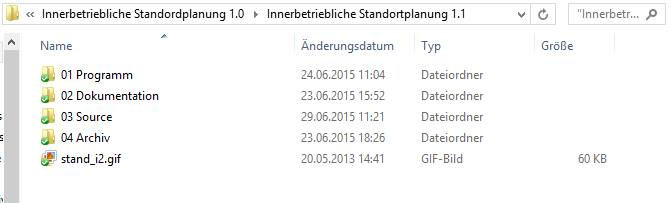 Innerbetriebliche Standordplanung 1.0 Innerbetriebliche Standortplanung 1.1 "Innerbetr...
Name Änderungsdatum Typ Größe
01 Programm 24.06.2015 11:04 Dateiordner
02 Dokumentation 23.06.2015 15:52 Dateiordner
03 Source 29.06.2015 11:21 Dateiordner
04 Archiv 23.06.2015 18:26 Dateiordner
stand_i2.gif 20.05.2013 14:41 GIF-Bild 60 KB